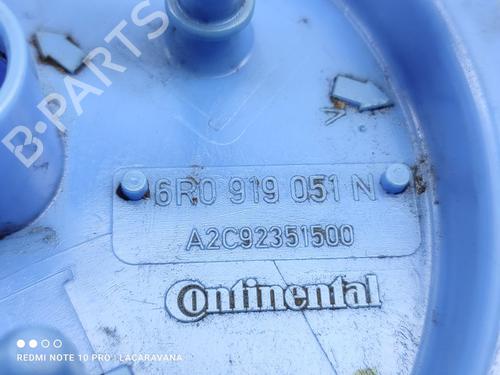 B-PARTS
6R0 919 051 N
A2C92351500
Continental
REDMI NOTE 10 PRO | LACARAVANA